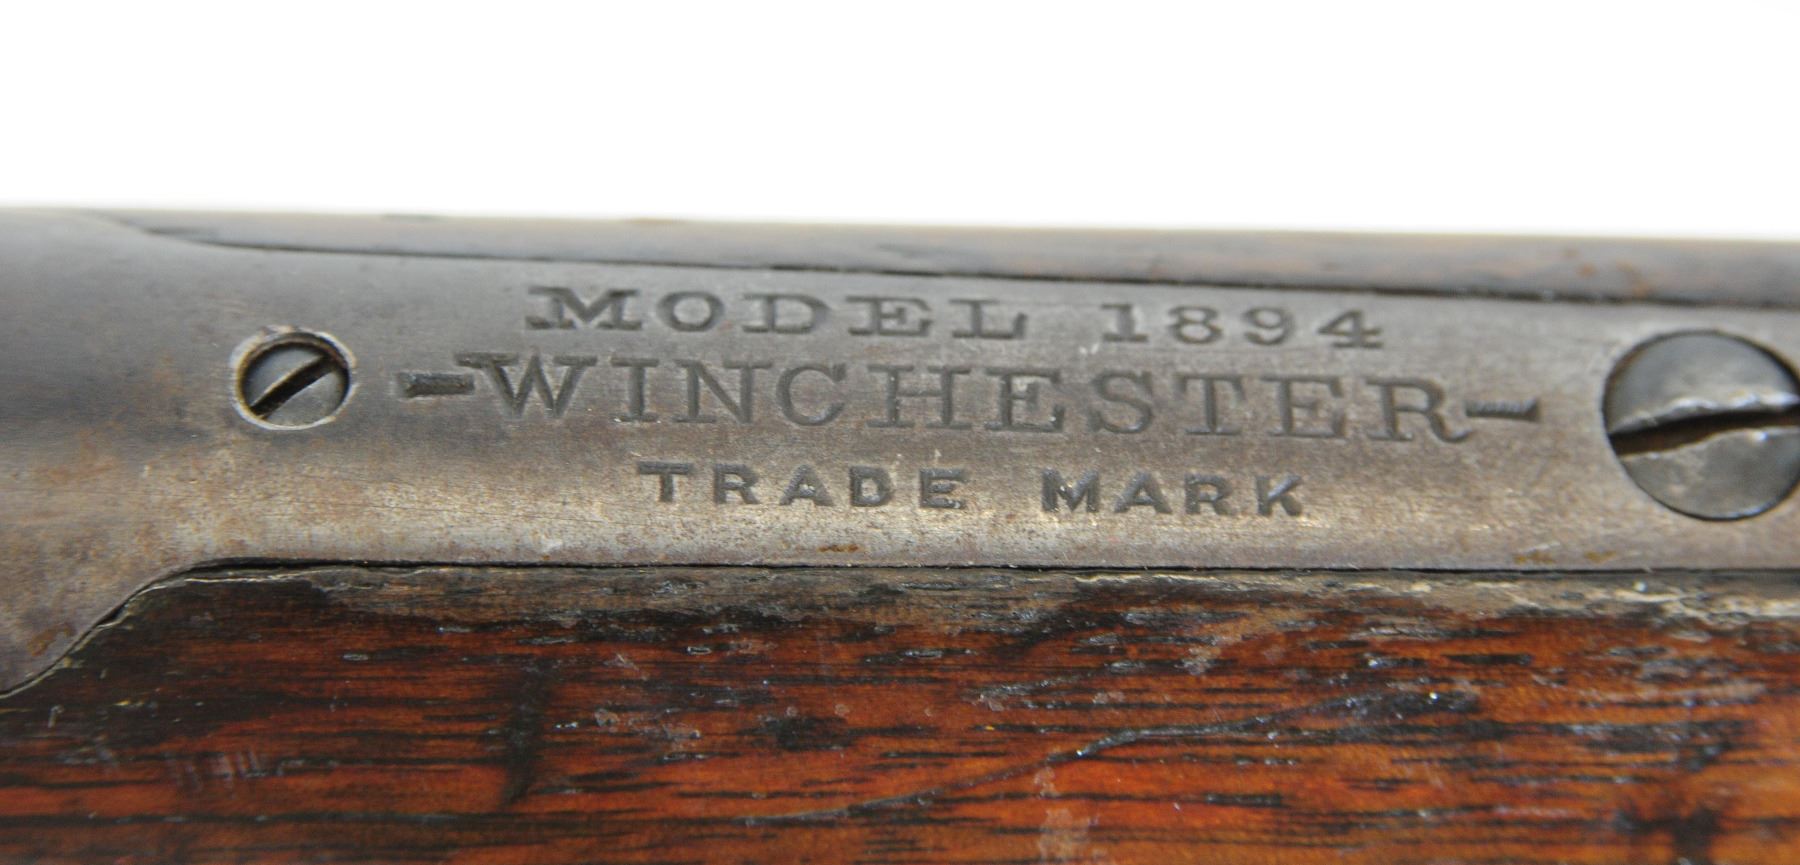 MODEL 1894
-WINCHESTER-
TRADE MARK